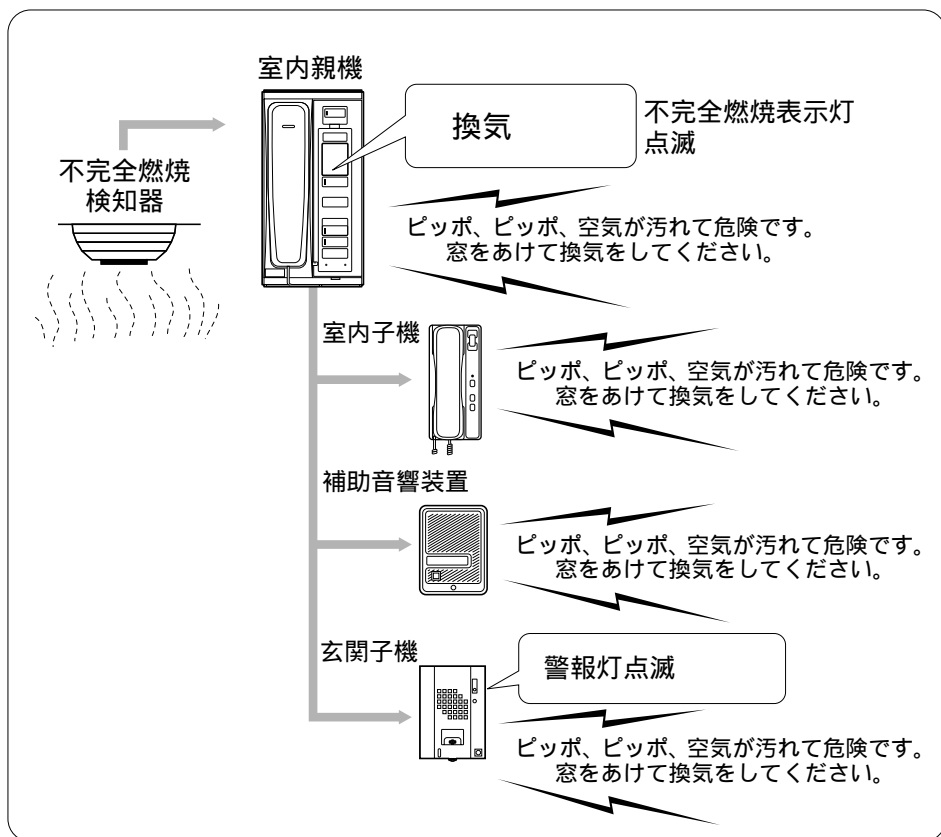 室内親機
換気
不完全燃焼表示灯
点滅
不完全燃焼
検知器
ピッポ、ピッポ、空気が汚れて危険です。
窓をあけて換気をしてください。
室内子機
ピッポ、ピッポ、空気が汚れて危険です。
窓をあけて換気をしてください。
補助音響装置
ピッポ、ピッポ、空気が汚れて危険です。
窓をあけて換気をしてください。
玄関子機
警報灯点滅
ピッポ、ピッポ、空気が汚れて危険です。
窓をあけて換気をしてください。